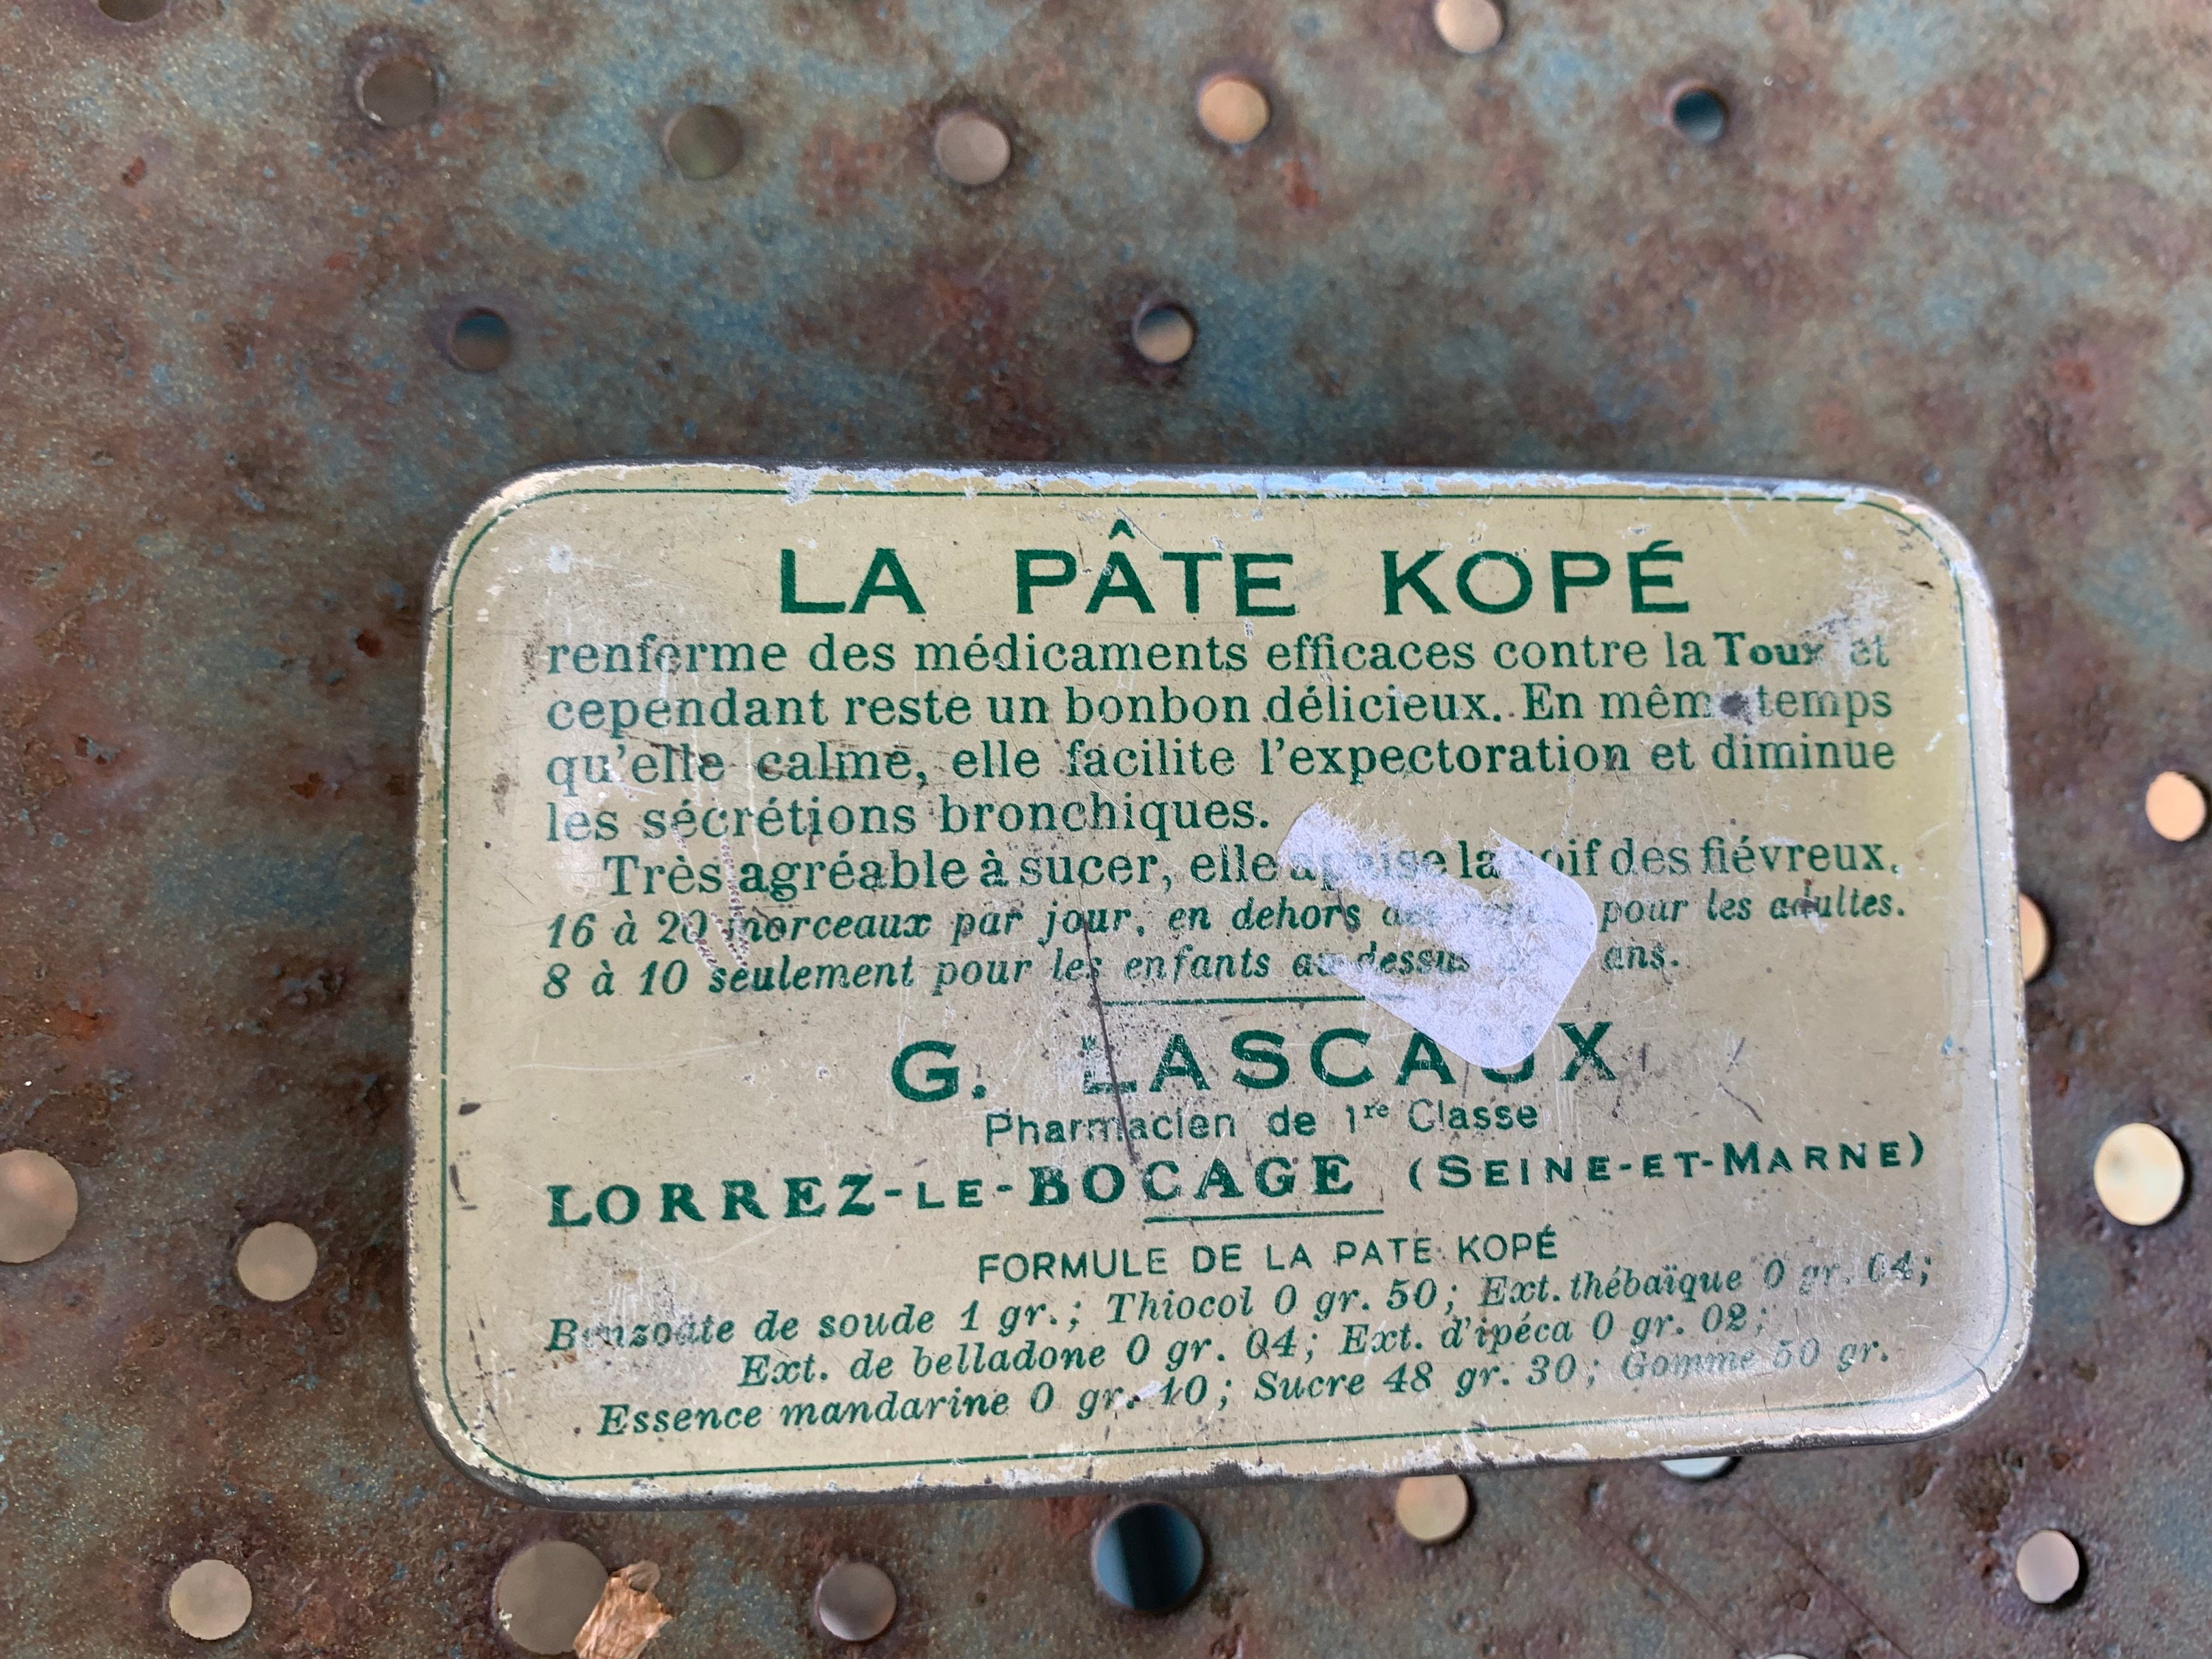 LA PÂTE KOPÉ
renferme des médicaments efficaces contre la Toux et
cependant reste un bonbon délicieux. En même temps
qu'elle calme, elle facilite l'expectoration et diminue
les sécrétions bronchiques.
Très agréable à sucer, elle apaise la soif des fiévreux.
16 à 20 morceaux par jour, en dehors des pour les adultes.
8 à 10 seulement pour les enfants au-dessus ans.
G. LASCAUX
Pharmacien de 1re Classe
LORREZ-LE-BOCAGE (SEINE-ET-MARNE)
FORMULE DE LA PATE KOPÉ
Benzoate de soude 1 gr.; Thiocol 0 gr. 50; Ext. thébaïque 0 gr. 04;
Ext. de belladone 0 gr. 04; Ext. d'ipéca 0 gr. 02;
Essence mandarine 0 gr. 10; Sucre 48 gr. 30; Gomme 50 gr.